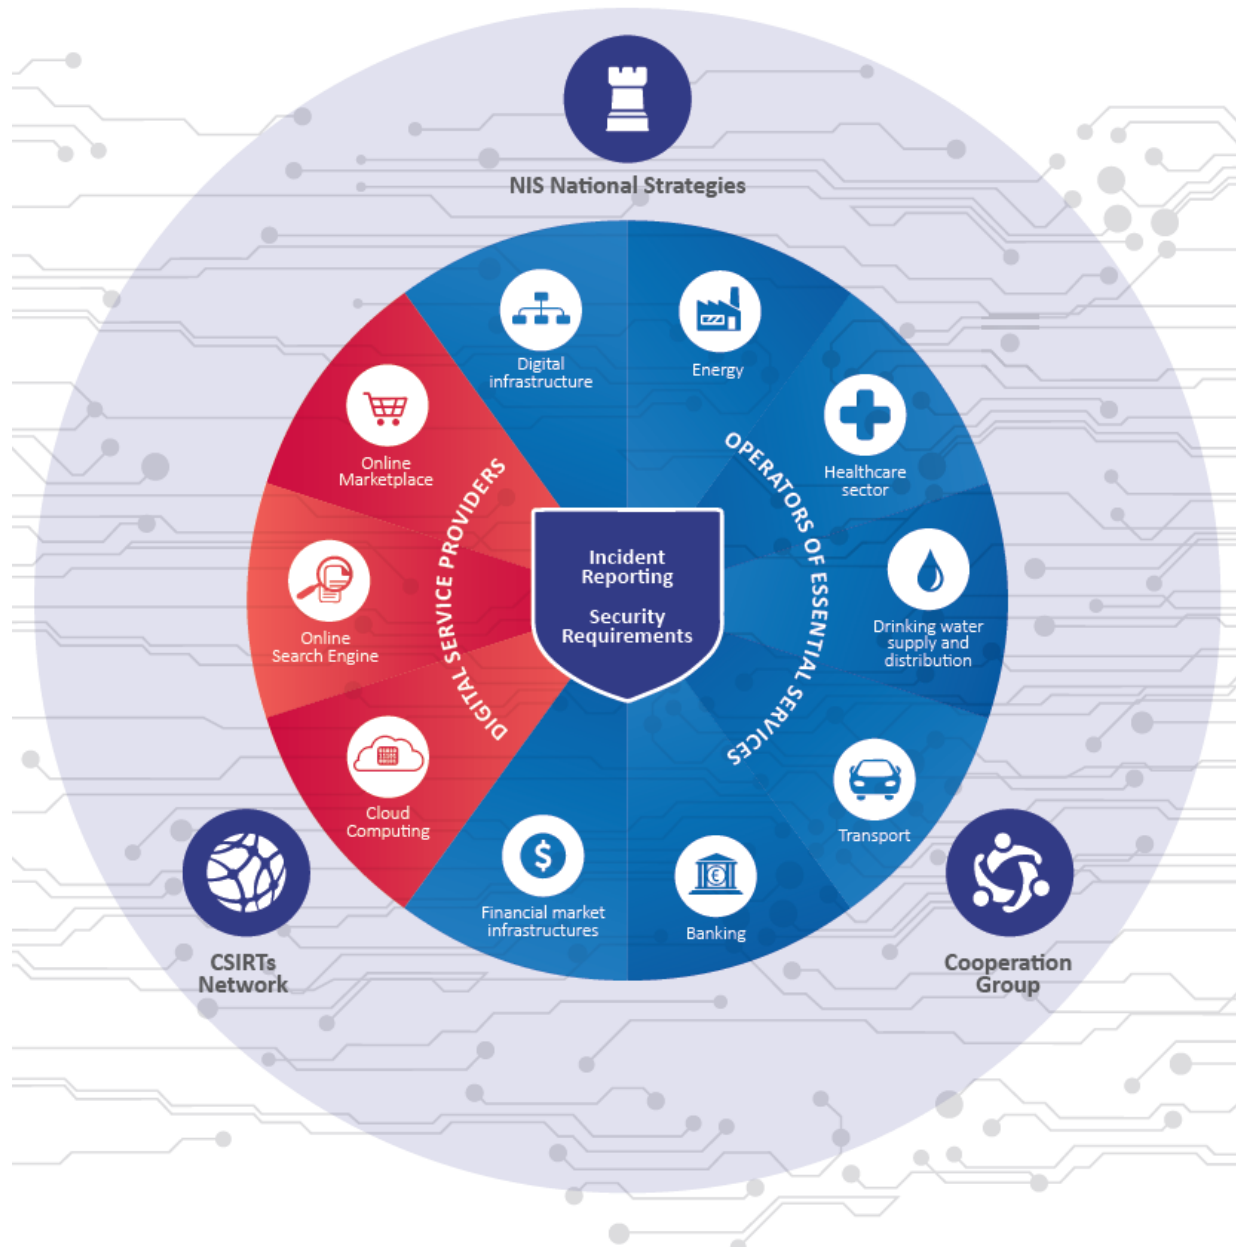 NIS National Strategies
Digital
infrastructure
Energy
Online
Marketplace
Healthcare
sector
DIGITAL SERVICE PROVIDERS
OPERATORS OF ESSENTIAL SERVICES
Incident
Reporting
Security
Requirements
Online
Search Engine
Drinking water
supply and
distribution
Cloud
Computing
Transport
Financial market
infrastructures
$
€
Banking
CSIRTs
Network
Cooperation
Group